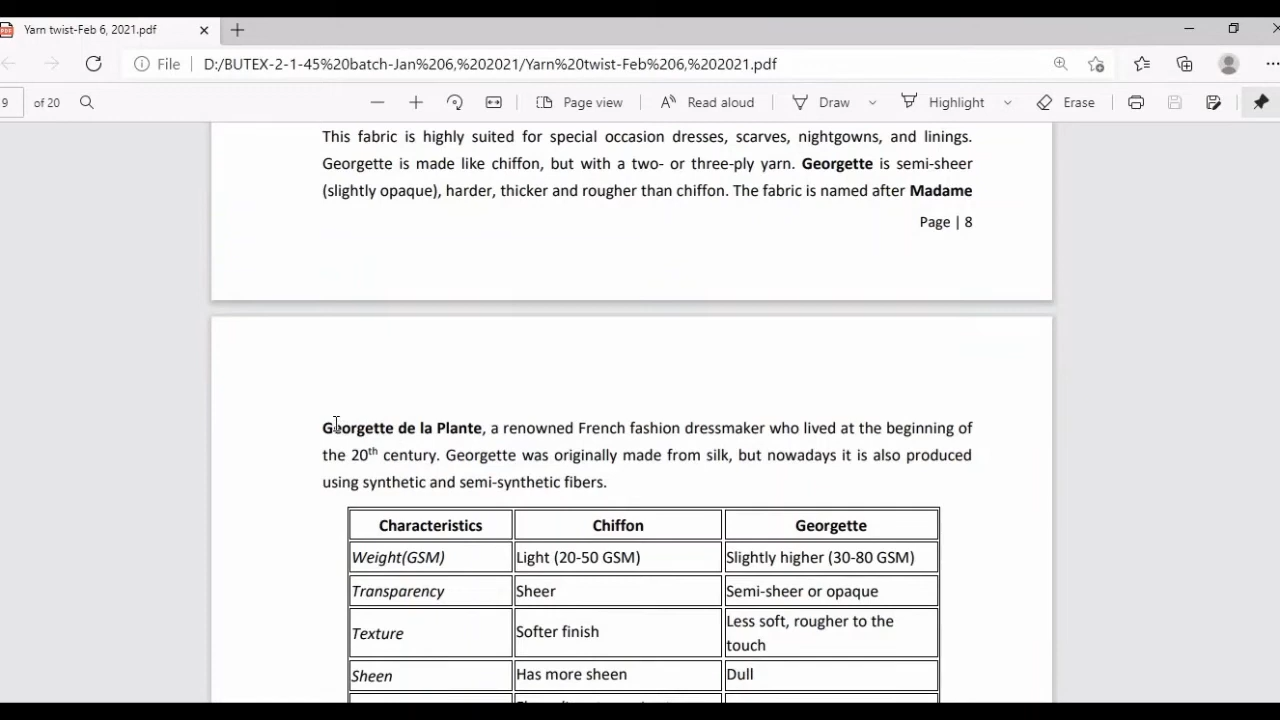 Yarn twist-Feb 6, 2021.pdf
File D:/BUTEX-2-1-45%20batch-Jan%206,%202021/Yarn%20twist-Feb%206,%202021.pdf
9 of 20 Read aloud Page view Draw Highlight Erase
This fabric is highly suited for special occasion dresses, scarves, nightgowns, and linings.
Georgette is made like chiffon, but with a two- or three-ply yarn. Georgette is semi-sheer
(slightly opaque), harder, thicker and rougher than chiffon. The fabric is named after Madame
Page | 8
Georgette de la Plante, a renowned French fashion dressmaker who lived at the beginning of
the 20th century. Georgette was originally made from silk, but nowadays it is also produced
using synthetic and semi-synthetic fibers.
Characteristics Chiffon Georgette
Weight(GSM) Light (20-50 GSM) Slightly higher (30-80 GSM)
Transparency Sheer Semi-sheer or opaque
Texture Softer finish Less soft, rougher to the
touch
Sheen Has more sheen Dull